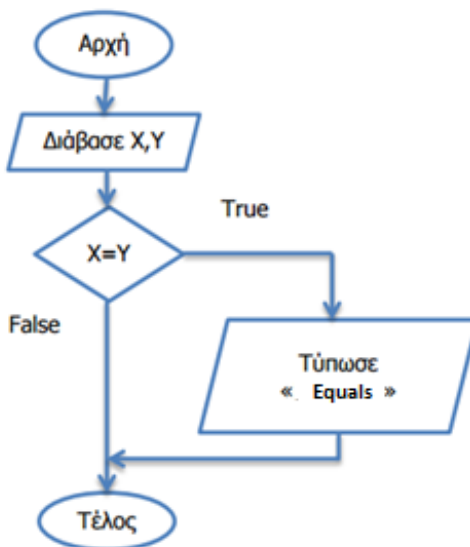 Αρχή
Διάβασε Χ,Υ
True
Χ=Υ
False
Τύπωσε
«. Equals »
Τέλος